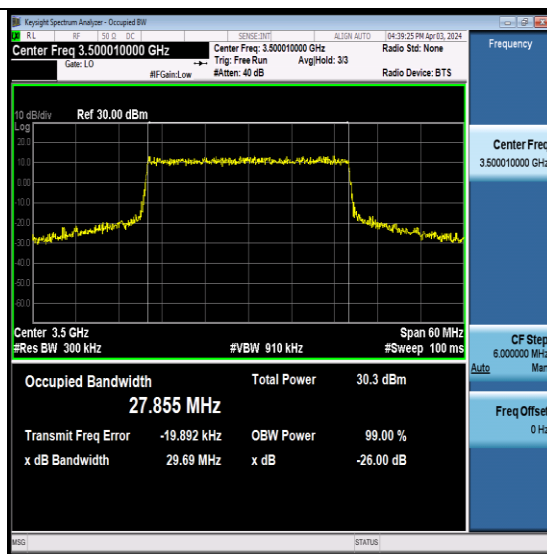 Keysight Spectrum Analyzer - Occupied BW
RL RF 50 Ω DC SENSE:INT ALIGN AUTO 04:39:25 PM Apr 03, 2024
Center Freq 3.500010000 GHz
Center Freq: 3.500010000 GHz
Radio Std: None
Gate: LO
Trig: Free Run Avg|Hold: 3/3
#IFGain:Low
#Atten: 40 dB
Radio Device: BTS
10 dB/div Ref 30.00 dBm
Log
20.0
10.0
0.00
-10.0
-20.0
-30.0
-40.0
-50.0
-60.0
Center 3.5 GHz Span 60 MHz
#Res BW 300 kHz #VBW 910 kHz #Sweep 100 ms
Occupied Bandwidth Total Power 30.3 dBm
27.855 MHz
Transmit Freq Error -19.892 kHz OBW Power 99.00 %
x dB Bandwidth 29.69 MHz x dB -26.00 dB
MSG STATUS
Frequency
Center Freq
3.500010000 GHz
CF Step
6.000000 MHz
Auto Man
Freq Offset
0 Hz